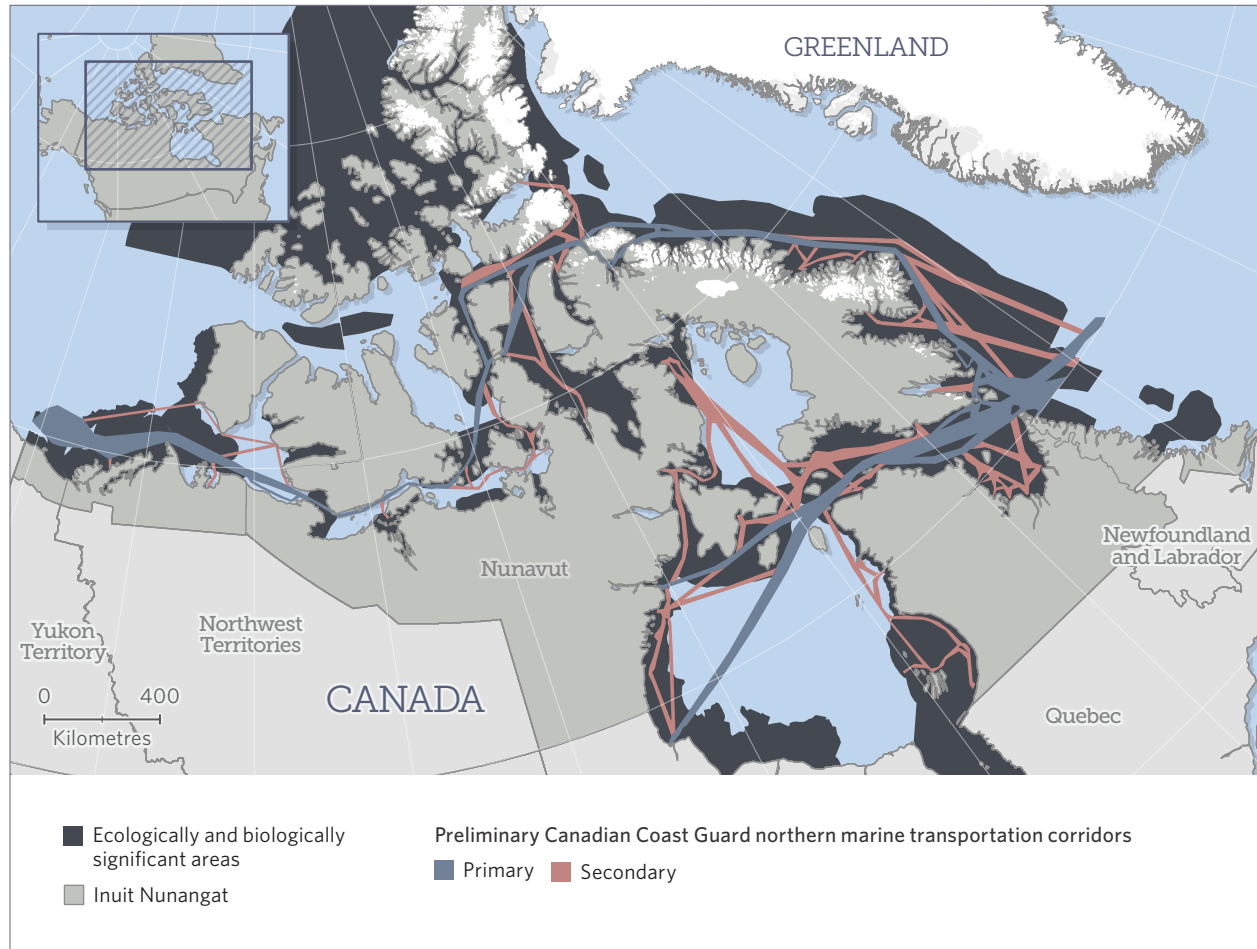 GREENLAND
Newfoundland
and Labrador
Nunavut
Northwest
Territories
Yukon
Territory
CANADA
Quebec
0 400
Kilometres
Ecologically and biologically
significant areas
Inuit Nunangat
Preliminary Canadian Coast Guard northern marine transportation corridors
Primary Secondary